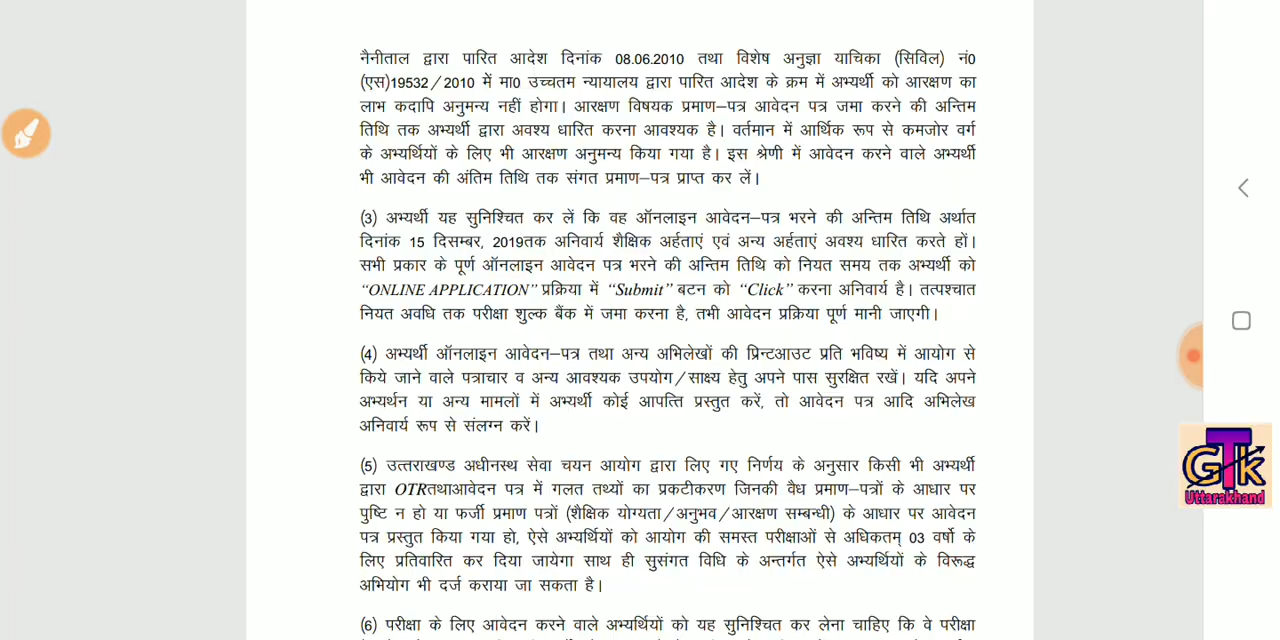 नैनीताल द्वारा पारित आदेश दिनांक 08.06.2010 तथा विशेष अनुज्ञा याचिका (सिविल) नं0
(एस)19532/2010 में मा0 उच्चतम न्यायालय द्वारा पारित आदेश के क्रम में अभ्यर्थी को आरक्षण का
लाभ कदापि अनुमन्य नहीं होगा। आरक्षण विषयक प्रमाण–पत्र आवेदन पत्र जमा करने की अन्तिम
तिथि तक अभ्यर्थी द्वारा अवश्य धारित करना आवश्यक है। वर्तमान में आर्थिक रूप से कमजोर वर्ग
के अभ्यर्थियों के लिए भी आरक्षण अनुमन्य किया गया है। इस श्रेणी में आवेदन करने वाले अभ्यर्थी
भी आवेदन की अंतिम तिथि तक संगत प्रमाण–पत्र प्राप्त कर लें।
(3) अभ्यर्थी यह सुनिश्चित कर लें कि वह ऑनलाइन आवेदन–पत्र भरने की अन्तिम तिथि अर्थात
दिनांक 15 दिसम्बर, 2019तक अनिवार्य शैक्षिक अर्हताएं एवं अन्य अर्हताएं अवश्य धारित करते हों।
सभी प्रकार के पूर्ण ऑनलाइन आवेदन पत्र भरने की अन्तिम तिथि को नियत समय तक अभ्यर्थी को
“ONLINE APPLICATION” प्रक्रिया में “Submit” बटन को “Click” करना अनिवार्य है। तत्पश्चात
नियत अवधि तक परीक्षा शुल्क बैंक में जमा करना है, तभी आवेदन प्रक्रिया पूर्ण मानी जाएगी।
(4) अभ्यर्थी ऑनलाइन आवेदन–पत्र तथा अन्य अभिलेखों की प्रिन्टआउट प्रति भविष्य में आयोग से
किये जाने वाले पत्राचार व अन्य आवश्यक उपयोग/साक्ष्य हेतु अपने पास सुरक्षित रखें। यदि अपने
अभ्यर्थन या अन्य मामलों में अभ्यर्थी कोई आपत्ति प्रस्तुत करें, तो आवेदन पत्र आदि अभिलेख
अनिवार्य रूप से संलग्न करें।
(5) उत्तराखण्ड अधीनस्थ सेवा चयन आयोग द्वारा लिए गए निर्णय के अनुसार किसी भी अभ्यर्थी
द्वारा OTRतथाआवेदन पत्र में गलत तथ्यों का प्रकटीकरण जिनकी वैध प्रमाण–पत्रों के आधार पर
पुष्टि न हो या फर्जी प्रमाण पत्रों (शैक्षिक योग्यता/अनुभव/आरक्षण सम्बन्धी) के आधार पर आवेदन
पत्र प्रस्तुत किया गया हो, ऐसे अभ्यर्थियों को आयोग की समस्त परीक्षाओं से अधिकतम् 03 वर्षो के
लिए प्रतिवारित कर दिया जायेगा साथ ही सुसंगत विधि के अन्तर्गत ऐसे अभ्यर्थियों के विरूद्ध
अभियोग भी दर्ज कराया जा सकता है।
(6) परीक्षा के लिए आवेदन करने वाले अभ्यर्थियों को यह सुनिश्चित कर लेना चाहिए कि वे परीक्षा
GTk
Uttarakhand